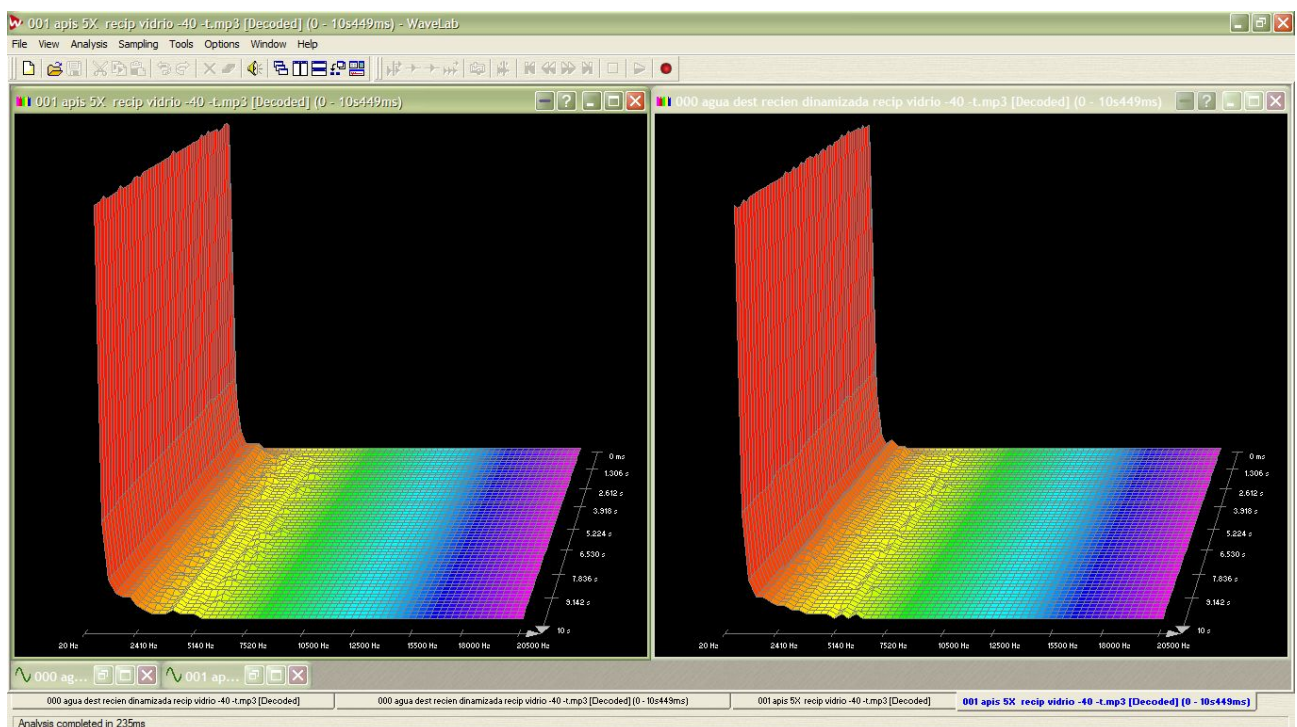 001 apis 5X recip vidrio -40 -t.mp3 [Decoded] (0 - 10s449ms) - WaveLab
File View Analysis Sampling Tools Options Window Help
001 apis 5X recip vidrio -40 -t.mp3 [Decoded] (0 - 10s449ms)
0 ms
1.306 s
2.612 s
3.918 s
5.224 s
6.530 s
7.836 s
9.142 s
10 s
20 Hz 2410 Hz 5140 Hz 7520 Hz 10500 Hz 12500 Hz 15500 Hz 18000 Hz 20500 Hz
000 agua dest recien dinamizada recip vidrio -40 -t.mp3 [Decoded] (0 - 10s449ms)
0 ms
1.306 s
2.612 s
3.918 s
5.224 s
6.530 s
7.836 s
9.142 s
10 s
20 Hz 2410 Hz 5140 Hz 7520 Hz 10500 Hz 12500 Hz 15500 Hz 18000 Hz 20500 Hz
000 ag... 001 ap...
000 agua dest recien dinamizada recip vidrio -40 -t.mp3 [Decoded] 000 agua dest recien dinamizada recip vidrio -40 -t.mp3 [Decoded] (0 - 10s449ms) 001 apis 5X recip vidrio -40 -t.mp3 [Decoded] 001 apis 5X recip vidrio -40 -t.mp3 [Decoded] (0 - 10s449ms)
Analysis completed in 235ms